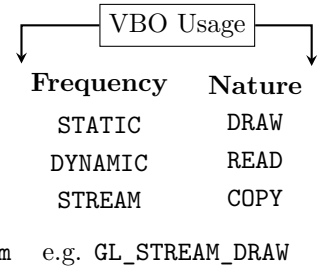 VBO Usage
Frequency Nature
STATIC DRAW
DYNAMIC READ
STREAM COPY
m e.g. GL_STREAM_DRAW